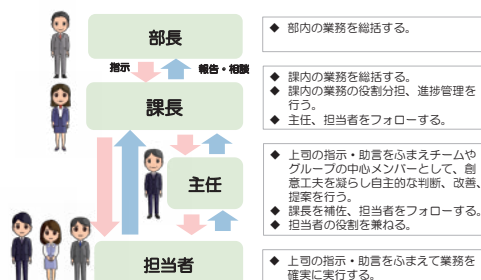 部長
◆ 部内の業務を総括する。
指示
報告・相談
課長
◆ 課内の業務を総括する。
◆ 課内の業務の役割分担、進捗管理を
行う。
◆ 主任、担当者をフォローする。
主任
◆ 上司の指示・助言をふまえチームや
グループの中心メンバーとして、創
意工夫を凝らし自主的な判断、改善、
提案を行う。
◆ 課長を補佐、担当者をフォローする。
◆ 担当者の役割を兼ねる。
担当者
◆ 上司の指示・助言をふまえて業務を
確実に実行する。